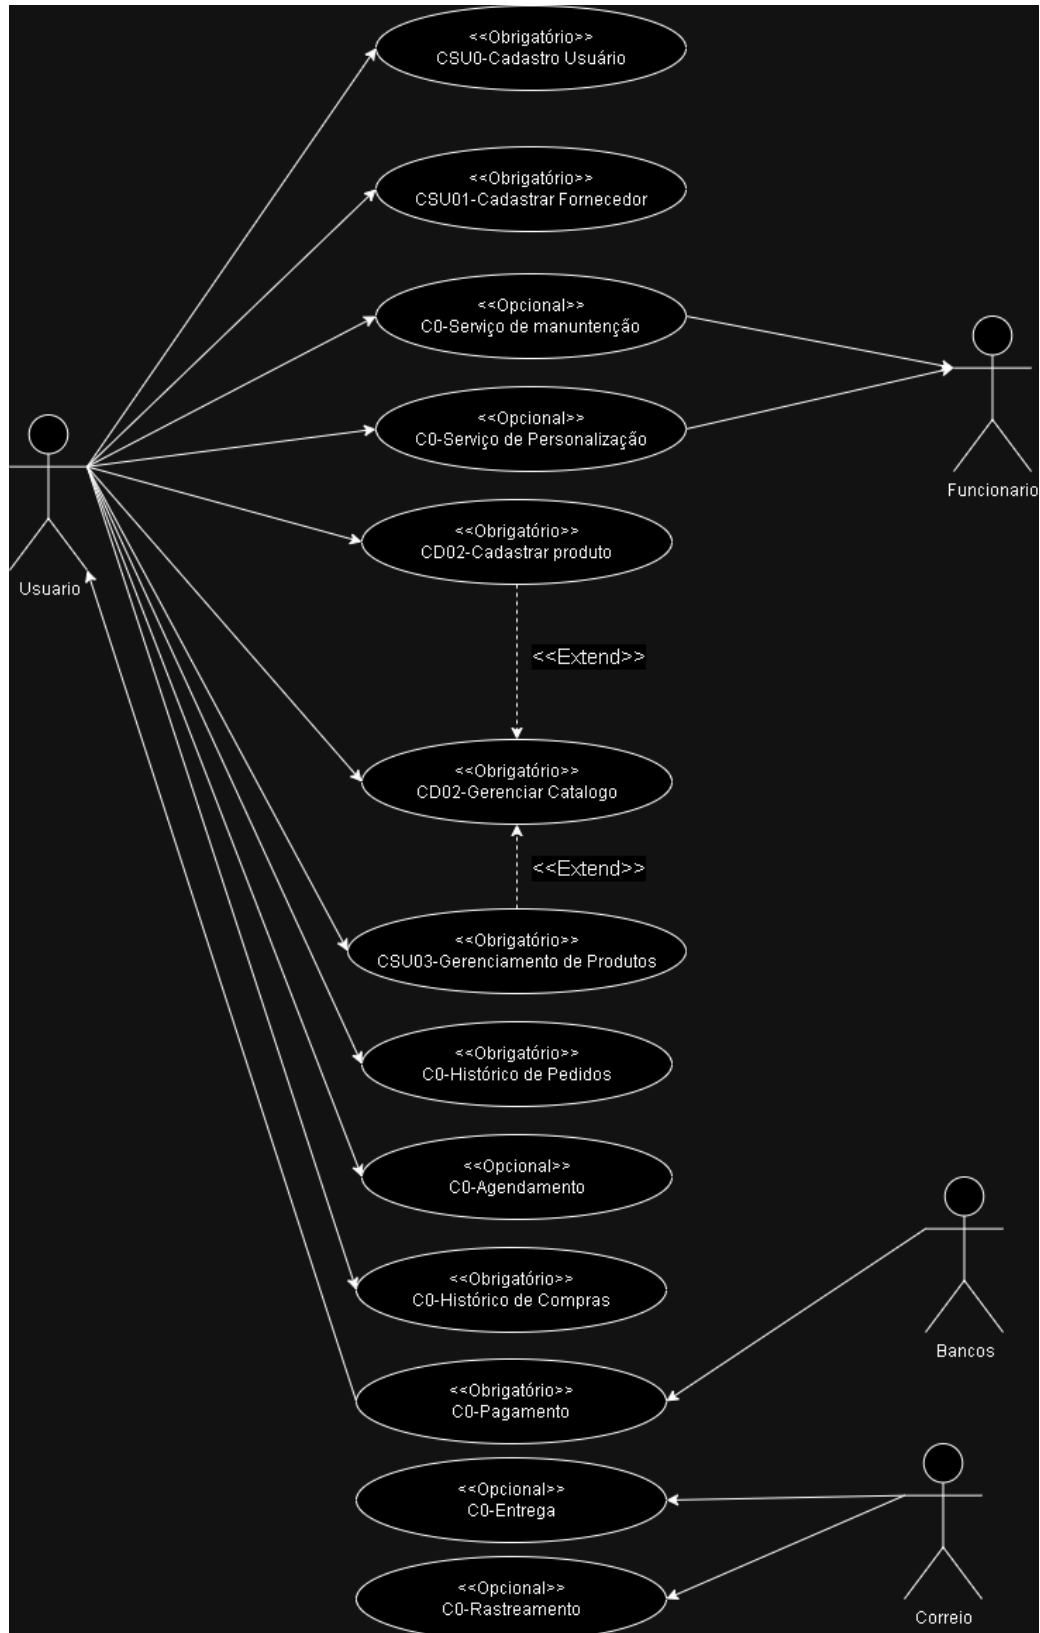 <<Obrigatório>>
CSU0-Cadastro Usuário
<<Obrigatório>>
CSU01-Cadastrar Fornecedor
<<Opcional>>
C0-Serviço de manuntenção
<<Opcional>>
C0-Serviço de Personalização
Funcionario
<<Obrigatório>>
CD02-Cadastrar produto
Usuario
<<Extend>>
<<Obrigatório>>
CD02-Gerenciar Catalogo
<<Extend>>
<<Obrigatório>>
CSU03-Gerenciamento de Produtos
<<Obrigatório>>
C0-Histórico de Pedidos
<<Opcional>>
C0-Agendamento
<<Obrigatório>>
C0-Histórico de Compras
Bancos
<<Obrigatório>>
C0-Pagamento
<<Opcional>>
C0-Entrega
<<Opcional>>
C0-Rastreamento
Correio